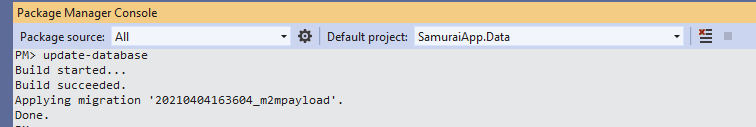 Package Manager Console
Package source: All Default project: SamuraiApp.Data
PM> update-database
Build started...
Build succeeded.
Applying migration '20210404163604_m2mpayload'.
Done.